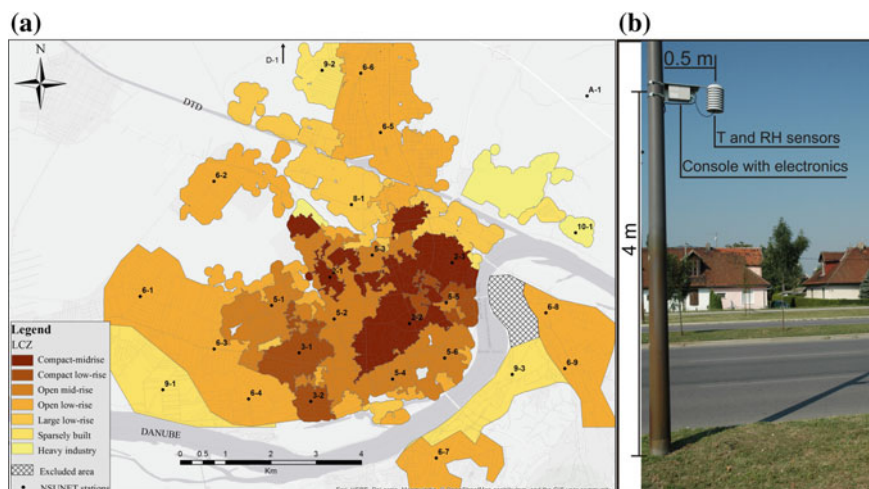 (a)
(b)
N
D-1
9-2
6-6
A-1
DTD
6-5
6-2
8-1
10-1
5-3
6-1
5-1
5-2
2-2
6-8
6-3
3-1
5-6
6-9
9-1
6-4
5-4
9-3
3-2
6-7
DANUBE
Legend
LCZ
Compact-midrise
Compact low-rise
Open mid-rise
Open low-rise
Large low-rise
Sparsely built
Heavy industry
Excluded area
NSUNET stations
0 0.5 1 2 3 4
Km
0.5 m
T and RH sensors
Console with electronics
4 m